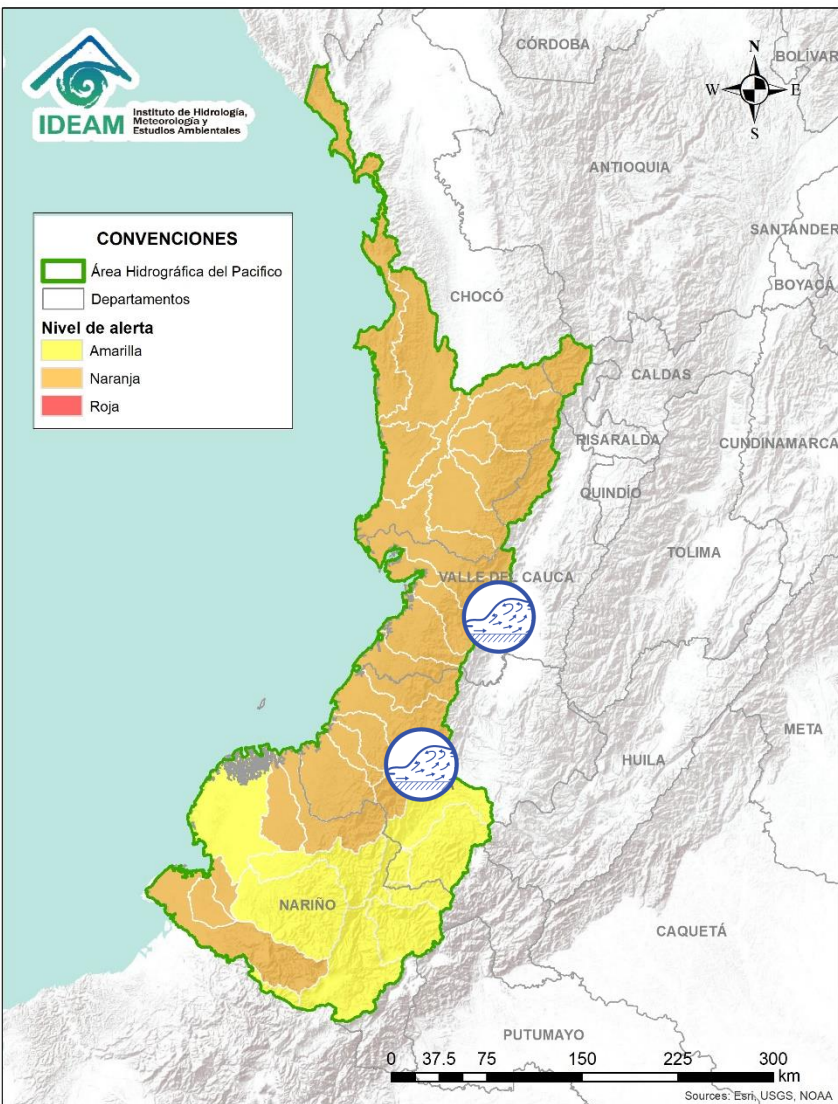 IDEAM
Instituto de Hidrología,
Meteorología y
Estudios Ambientales
CÓRDOBA
BOLÍVAR
N
W
E
S
ANTIOQUIA
SANTANDER
BOYACÁ
CONVENCIONES
Área Hidrográfica del Pacifico
Departamentos
Nivel de alerta
Amarilla
Naranja
Roja
CHOCÓ
CALDAS
RISARALDA
CUNDINAMARCA
QUINDÍO
TOLIMA
VALLE DEL CAUCA
META
HUILA
NARIÑO
CAQUETÁ
PUTUMAYO
0 37.5 75 150 225 300
km
Sources: Esri, USGS, NOAA